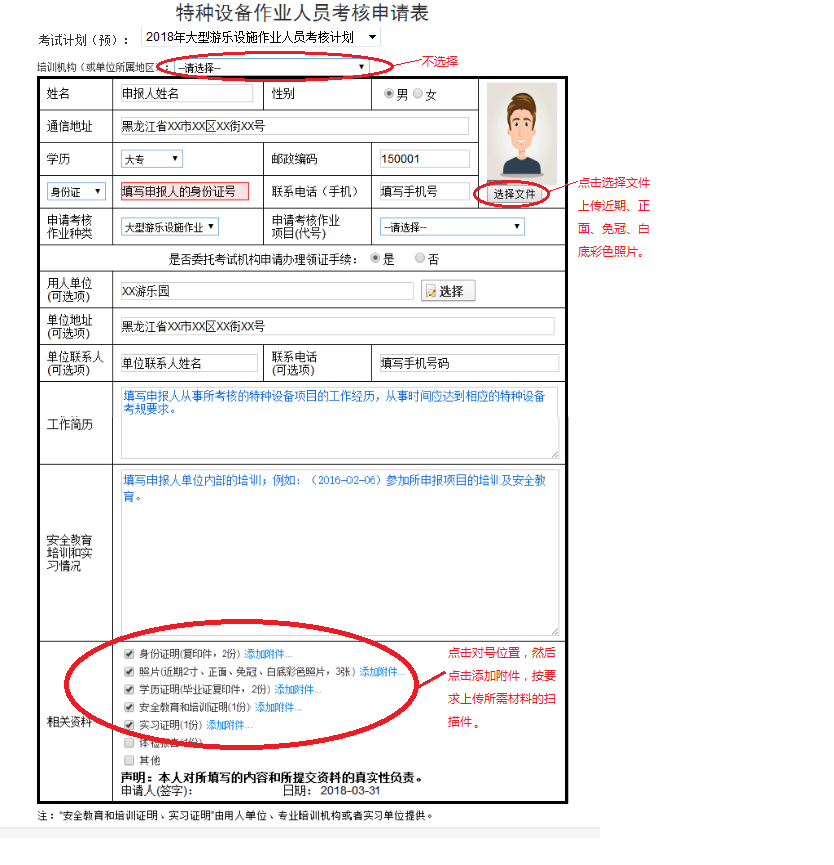 特种设备作业人员考核申请表
考试计划（预）： 2018年大型游乐设施作业人员考核计划
培训机构（或单位所属地区）： --请选择--
不选择
姓名 申报人姓名 性别 男 女
通信地址 黑龙江省XX市XX区XX街XX号
学历 大专 邮政编码 150001
身份证 填写申报人的身份证号 联系电话（手机） 填写手机号 选择文件
点击选择文件
上传近期、正
面、免冠、白
底彩色照片。
申请考核
作业种类
大型游乐设施作业
申请考核作业
项目(代号)
--请选择--
是否委托考试机构申请办理领证手续： 是 否
用人单位
(可选项)
XX游乐园 选择
单位地址
(可选项)
黑龙江省XX市XX区XX街XX号
单位联系人
(可选项)
单位联系人姓名
联系电话
(可选项)
填写手机号码
工作简历
填写申报人从事所考核的特种设备项目的工作经历，从事时间应达到相应的特种设备
考规要求。
安全教育
培训和实
习情况
填写申报人单位内部的培训；例如：（2016-02-06）参加所申报项目的培训及安全教
育。
相关资料
身份证明(复印件，2份) 添加附件...
照片(近期2寸、正面、免冠、白底彩色照片，3张) 添加附件...
学历证明(毕业证复印件，2份) 添加附件...
安全教育和培训证明(1份) 添加附件...
实习证明(1份) 添加附件...
体检报告(1份)
其他
点击对号位置，然后
点击添加附件，按要
求上传所需材料的扫
描件。
声明：本人对所填写的内容和所提交资料的真实性负责。
申请人(签字)： 日期： 2018-03-31
注：“安全教育和培训证明、实习证明”由用人单位、专业培训机构或者实习单位提供。